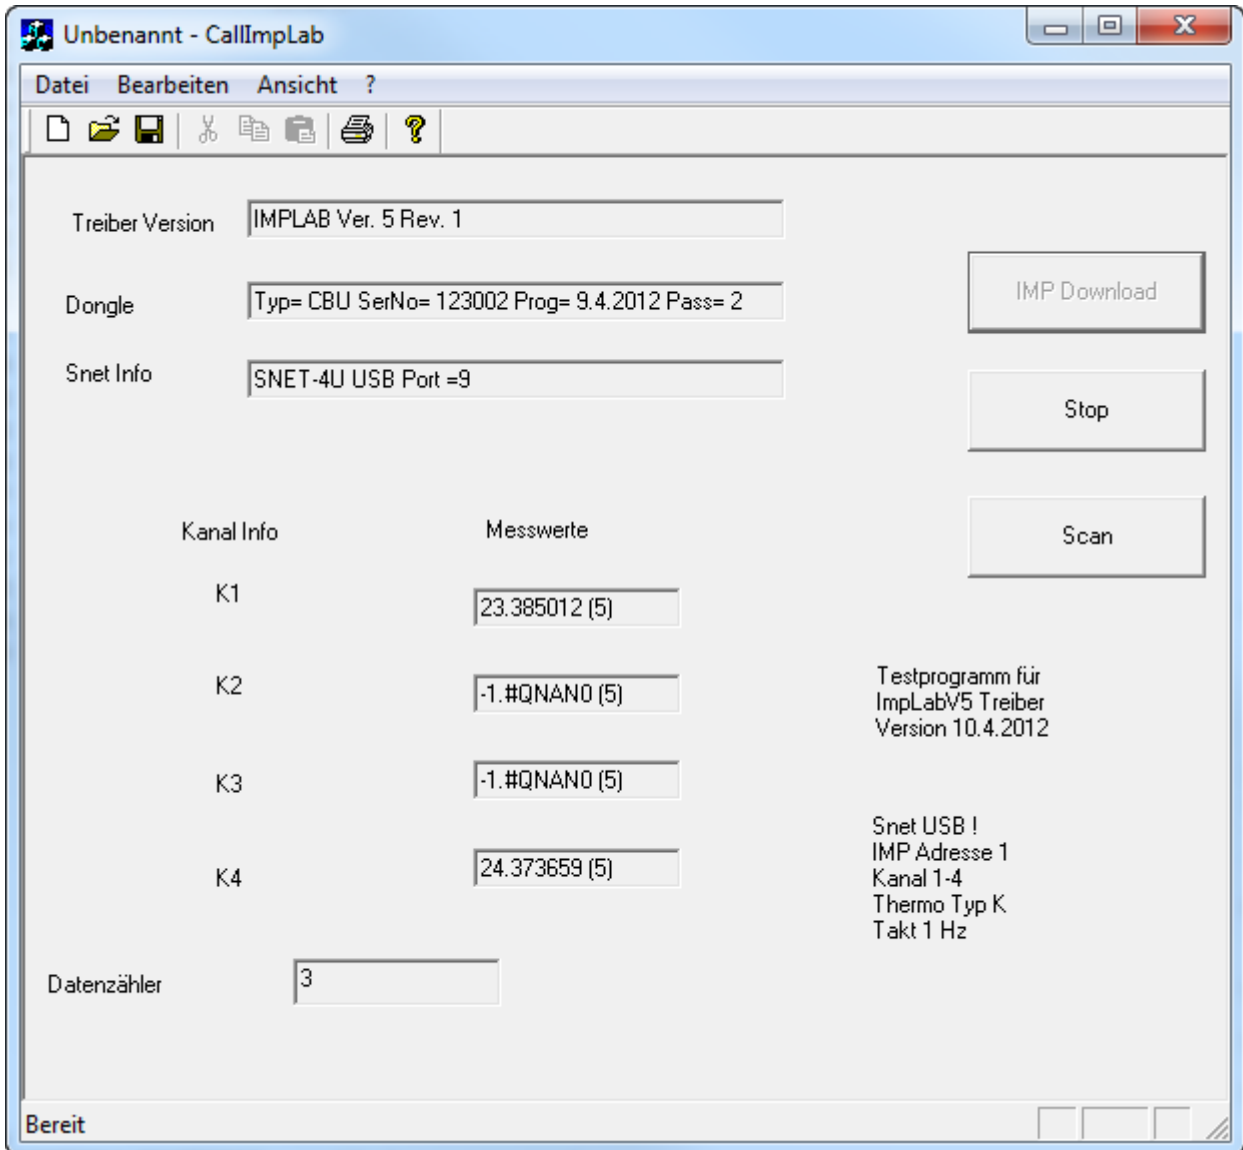 Unbenannt - CallImpLab
Datei Bearbeiten Ansicht ?
Treiber Version IMPLAB Ver. 5 Rev. 1
Dongle Typ= CBU SerNo= 123002 Prog= 9.4.2012 Pass= 2
IMP Download
Snet Info SNET-4U USB Port =9
Stop
Kanal Info Messwerte
Scan
K1 23.385012 (5)
K2 -1.#QNAN0 (5)
K3 -1.#QNAN0 (5)
K4 24.373659 (5)
Testprogramm für
ImpLabV5 Treiber
Version 10.4.2012
Snet USB !
IMP Adresse 1
Kanal 1-4
Thermo Typ K
Takt 1 Hz
Datenzähler 3
Bereit